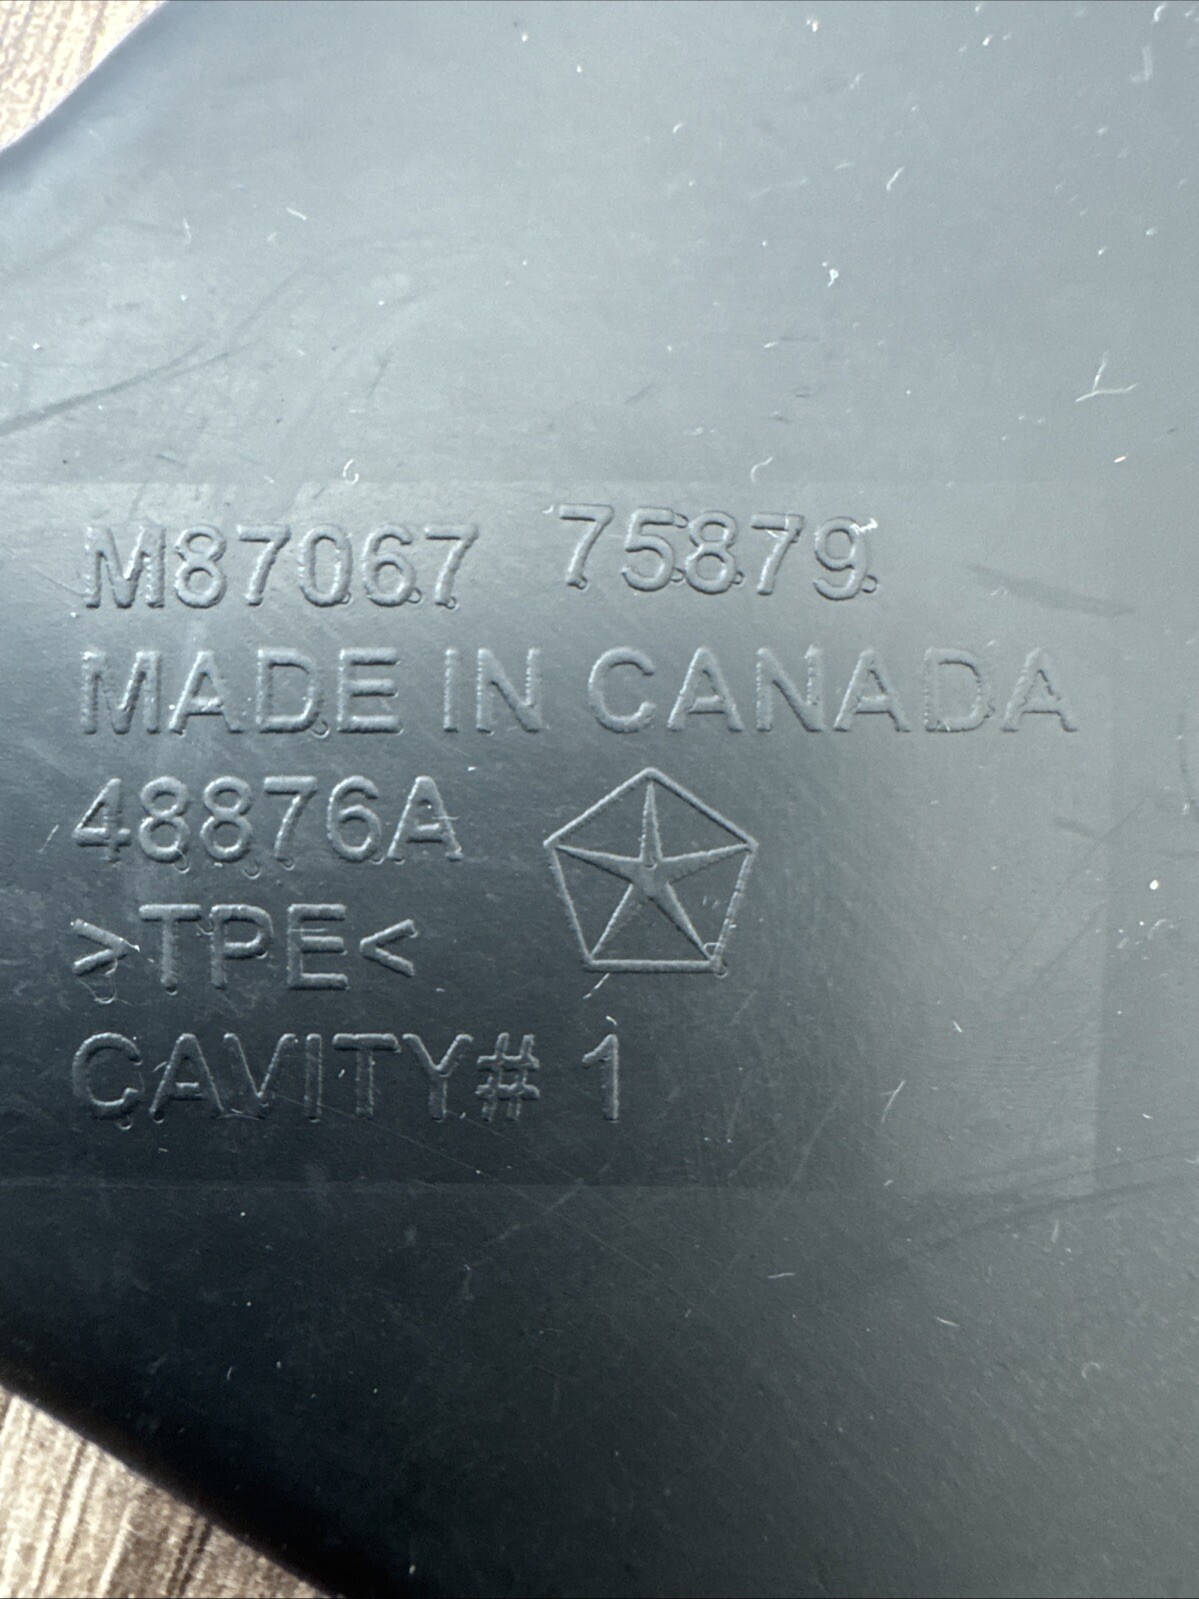 M87067 75879
MADE IN CANADA
48876A
>TPE<
CAVITY# 1